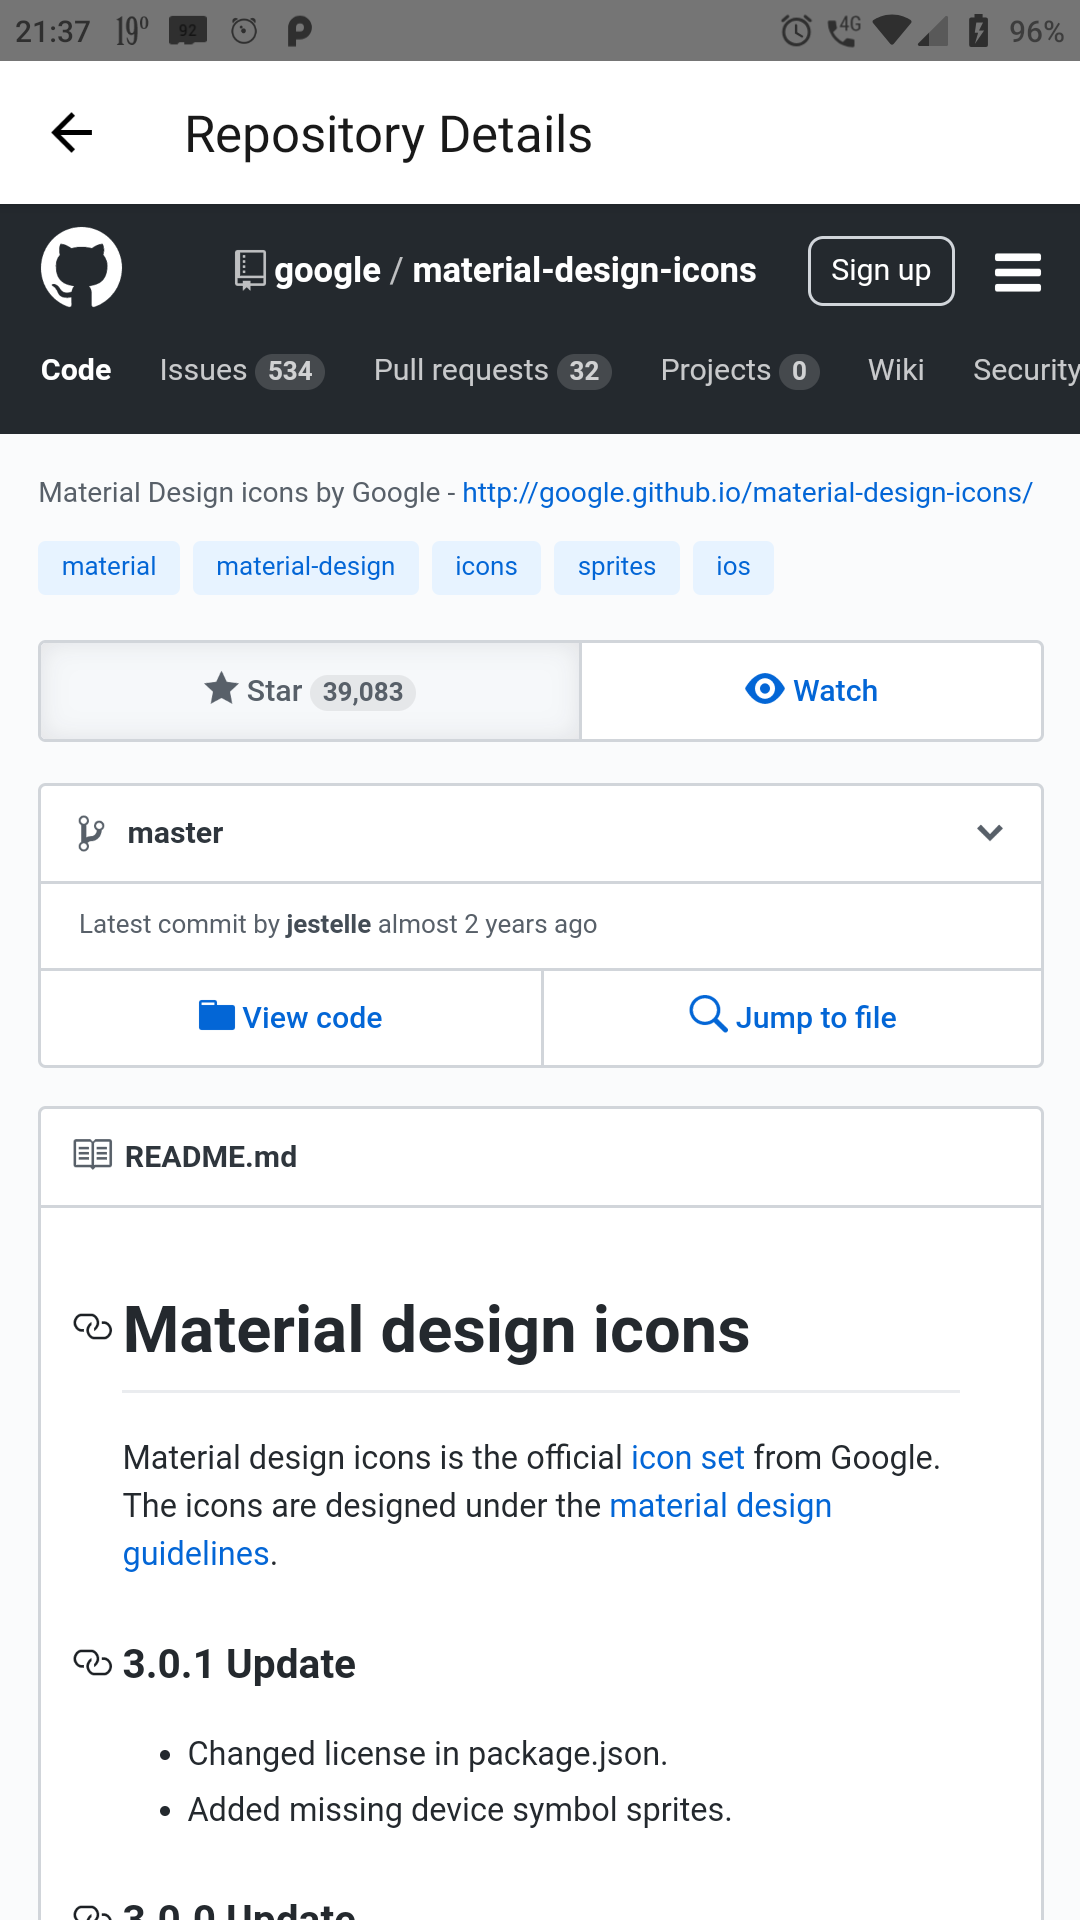 21:37 19º 92 4G 96%
Repository Details
google / material-design-icons Sign up
Code Issues 534 Pull requests 32 Projects 0 Wiki Security
Material Design icons by Google - http://google.github.io/material-design-icons/
material material-design icons sprites ios
Star 39,083 Watch
master
Latest commit by jestelle almost 2 years ago
View code Jump to file
README.md
Material design icons
Material design icons is the official icon set from Google.
The icons are designed under the material design
guidelines.
3.0.1 Update
• Changed license in package.json.
• Added missing device symbol sprites.
3.0.0 Update